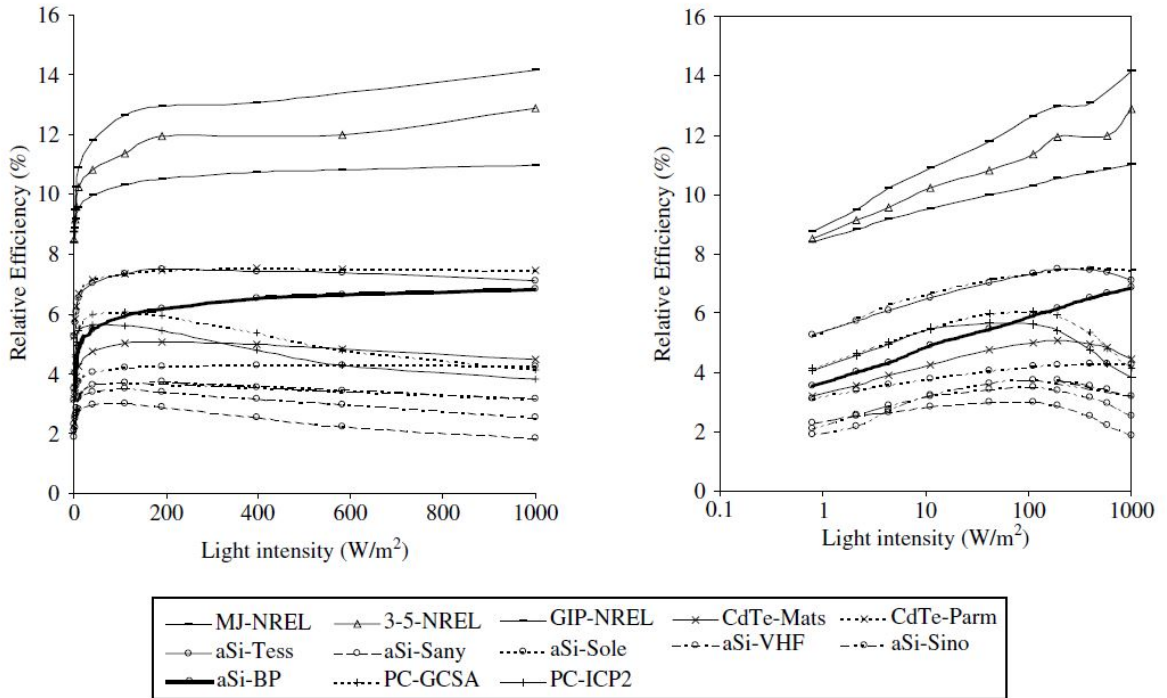 16
14
12
10
8
6
4
2
0
Relative Efficiency (%)
0 200 400 600 800 1000
Light intensity (W/m²)
16
14
12
10
8
6
4
2
0
Relative Efficiency (%)
0.1 1 10 100 1000
Light intensity (W/m²)
MJ-NREL 3-5-NREL GIP-NREL CdTe-Mats CdTe-Parm
aSi-Tess aSi-Sany aSi-Sole aSi-VHF aSi-Sino
aSi-BP PC-GCSA PC-ICP2